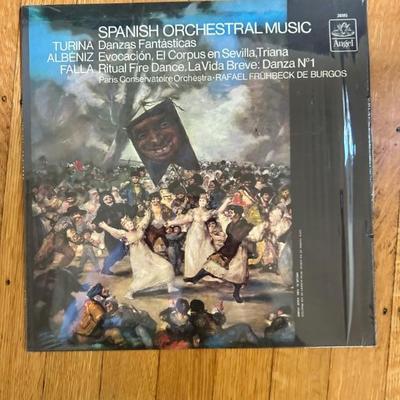 SPANISH ORCHESTRAL MUSIC
TURINA Danzas Fantásticas
ALBÉNIZ Evocación, El Corpus en Sevilla, Triana
FALLA Ritual Fire Dance, La Vida Breve: Danza Nº1
Paris Conservatoire Orchestra · RAFAEL FRÜHBECK DE BURGOS
Angel